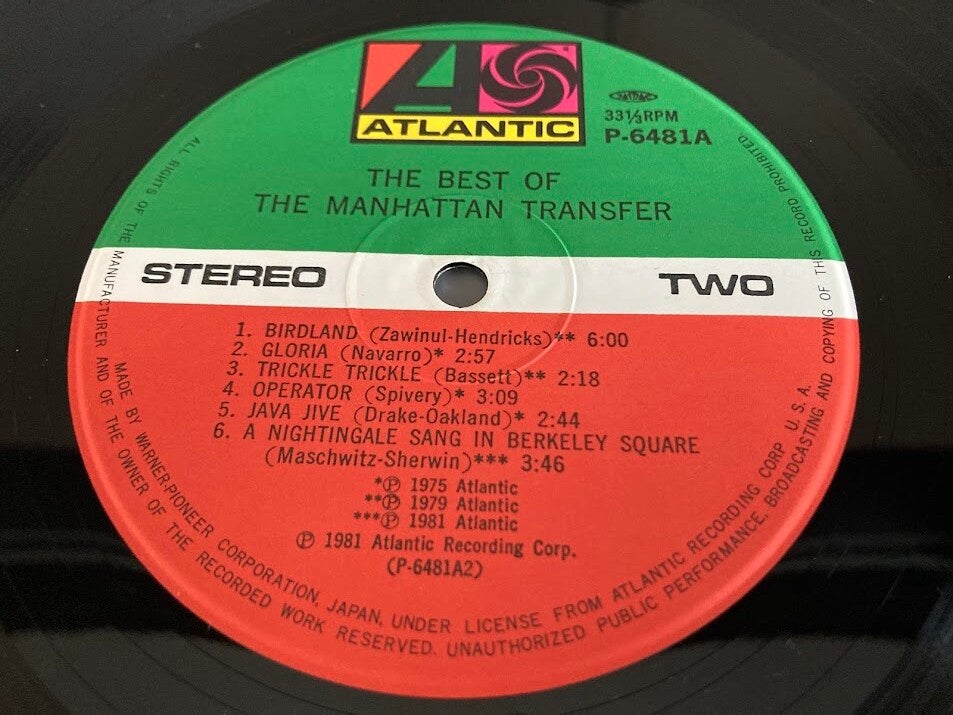 ATLANTIC
JASRAC
33⅓RPM
P-6481A
THE BEST OF
THE MANHATTAN TRANSFER
STEREO
TWO
1. BIRDLAND (Zawinul-Hendricks)** 6:00
2. GLORIA (Navarro)* 2:57
3. TRICKLE TRICKLE (Bassett)** 2:18
4. OPERATOR (Spivery)* 3:09
5. JAVA JIVE (Drake-Oakland)* 2:44
6. A NIGHTINGALE SANG IN BERKELEY SQUARE
(Maschwitz-Sherwin)*** 3:46
*Ⓟ 1975 Atlantic
**Ⓟ 1979 Atlantic
***Ⓟ 1981 Atlantic
Ⓟ 1981 Atlantic Recording Corp.
(P-6481A2)
MADE BY WARNER-PIONEER CORPORATION, JAPAN, UNDER LICENSE FROM ATLANTIC RECORDING CORP. U. S. A.
ALL RIGHTS OF THE MANUFACTURER AND OF THE OWNER OF THE RECORDED WORK RESERVED. UNAUTHORIZED PUBLIC PERFORMANCE, BROADCASTING AND COPYING OF THIS RECORD PROHIBITED